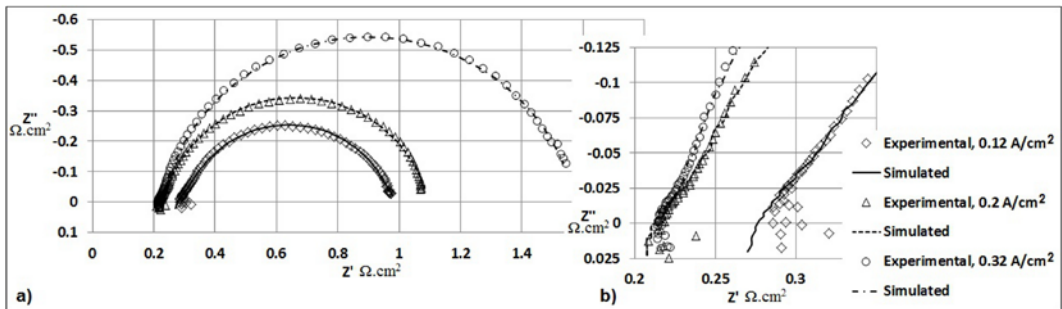 -0.6
-0.5
-0.4
-0.3
-0.2
-0.1
0
0.1
Z''
Ω.cm²
0 0.2 0.4 0.6 0.8 1 1.2 1.4
Z' Ω.cm²
a)
-0.125
-0.1
-0.075
-0.05
-0.025
0
0.025
Z''
Ω.cm²
0.2 0.25 0.3
Z' Ω.cm²
b)
Experimental, 0.12 A/cm²
Simulated
Experimental, 0.2 A/cm²
Simulated
Experimental, 0.32 A/cm²
Simulated